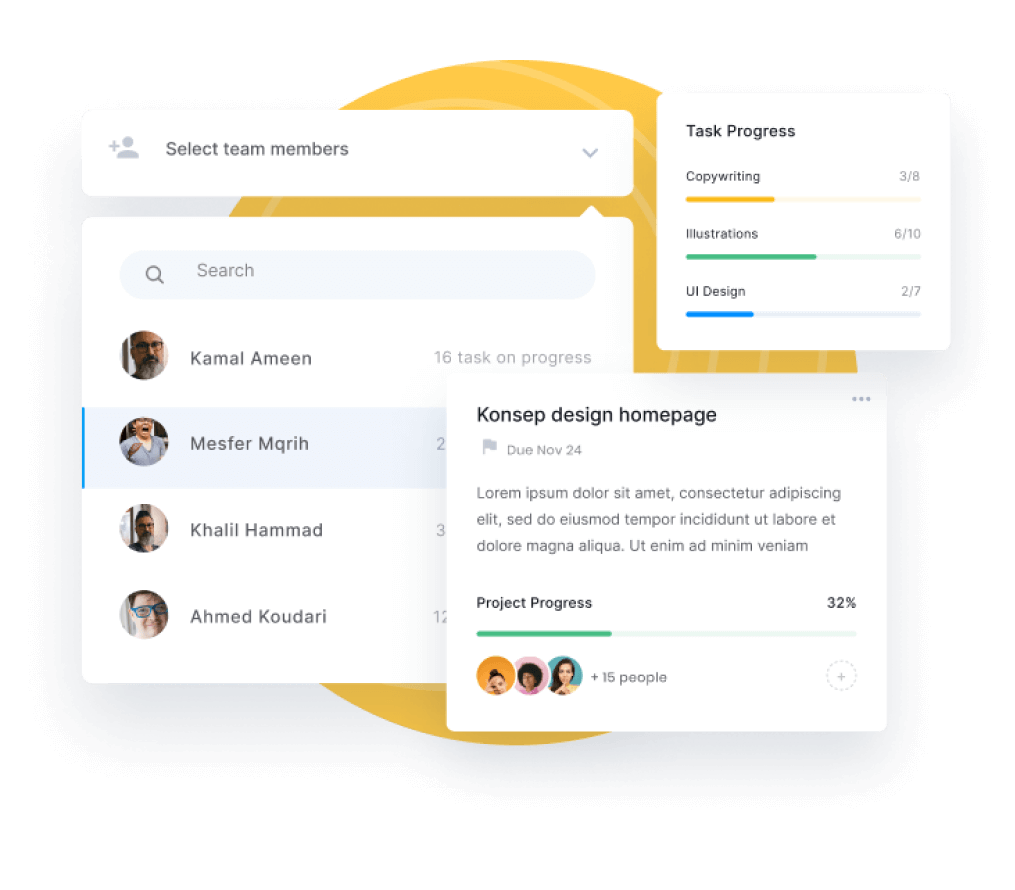 Select team members
Search
Kamal Ameen 16 task on progress
Mesfer Mqrih 2
Khalil Hammad 3
Ahmed Koudari 12
Task Progress
Copywriting 3/8
Illustrations 6/10
UI Design 2/7
Konsep design homepage
Due Nov 24
Lorem ipsum dolor sit amet, consectetur adipiscing
elit, sed do eiusmod tempor incididunt ut labore et
dolore magna aliqua. Ut enim ad minim veniam
Project Progress 32%
+ 15 people